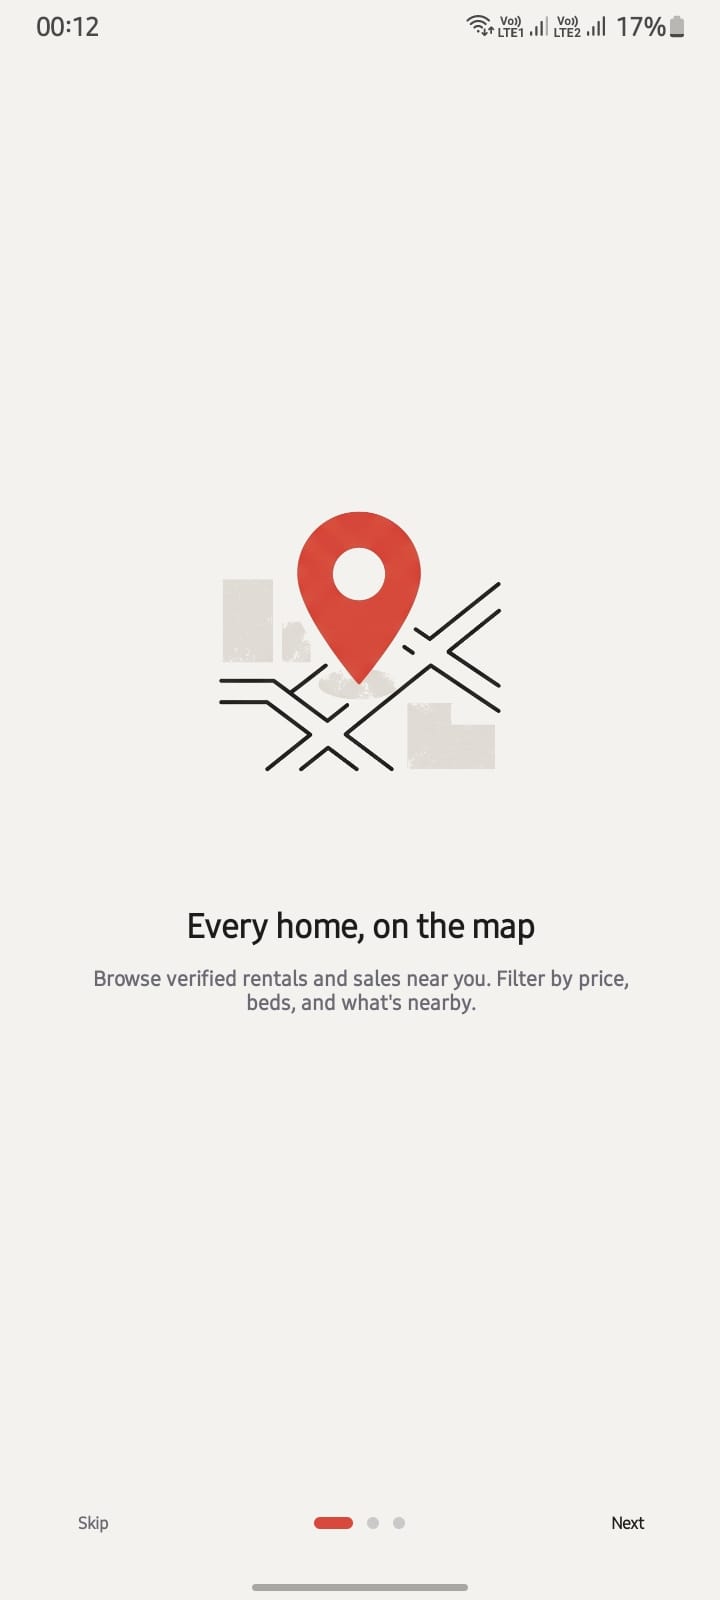 00:12
Vo)) LTE1 Vo)) LTE2 17%
Every home, on the map
Browse verified rentals and sales near you. Filter by price,
beds, and what's nearby.
Skip
Next